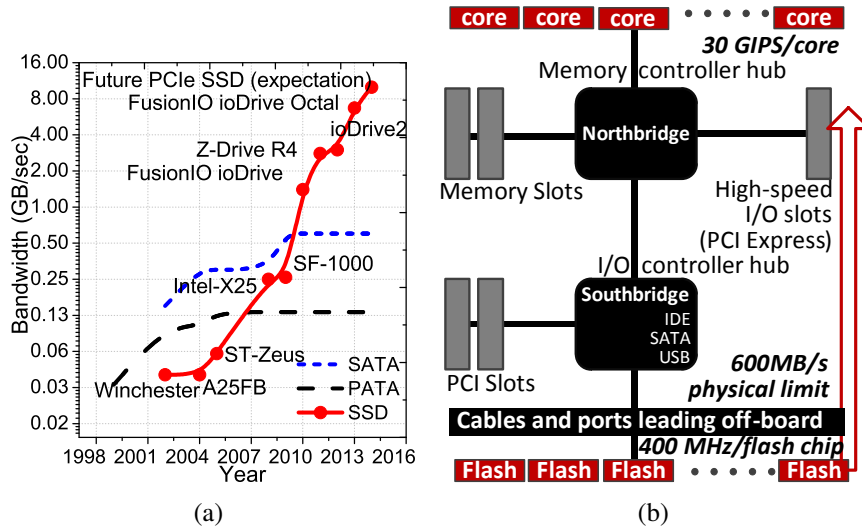 16.00
8.00
4.00
2.00
1.00
0.50
0.25
0.13
0.06
0.03
0.02
Bandwidth (GB/sec)
Future PCIe SSD (expectation)
FusionIO ioDrive Octal
ioDrive2
Z-Drive R4
FusionIO ioDrive
SF-1000
Intel-X25
ST-Zeus
Winchester
A25FB
SATA
PATA
SSD
1998 2001 2004 2007 2010 2013 2016
Year
(a)
core core core core
30 GIPS/core
Memory controller hub
Northbridge
Memory Slots
High-speed
I/O slots
(PCI Express)
I/O controller hub
Southbridge
IDE
SATA
USB
PCI Slots
600MB/s
physical limit
Cables and ports leading off-board
400 MHz/flash chip
Flash Flash Flash Flash
(b)